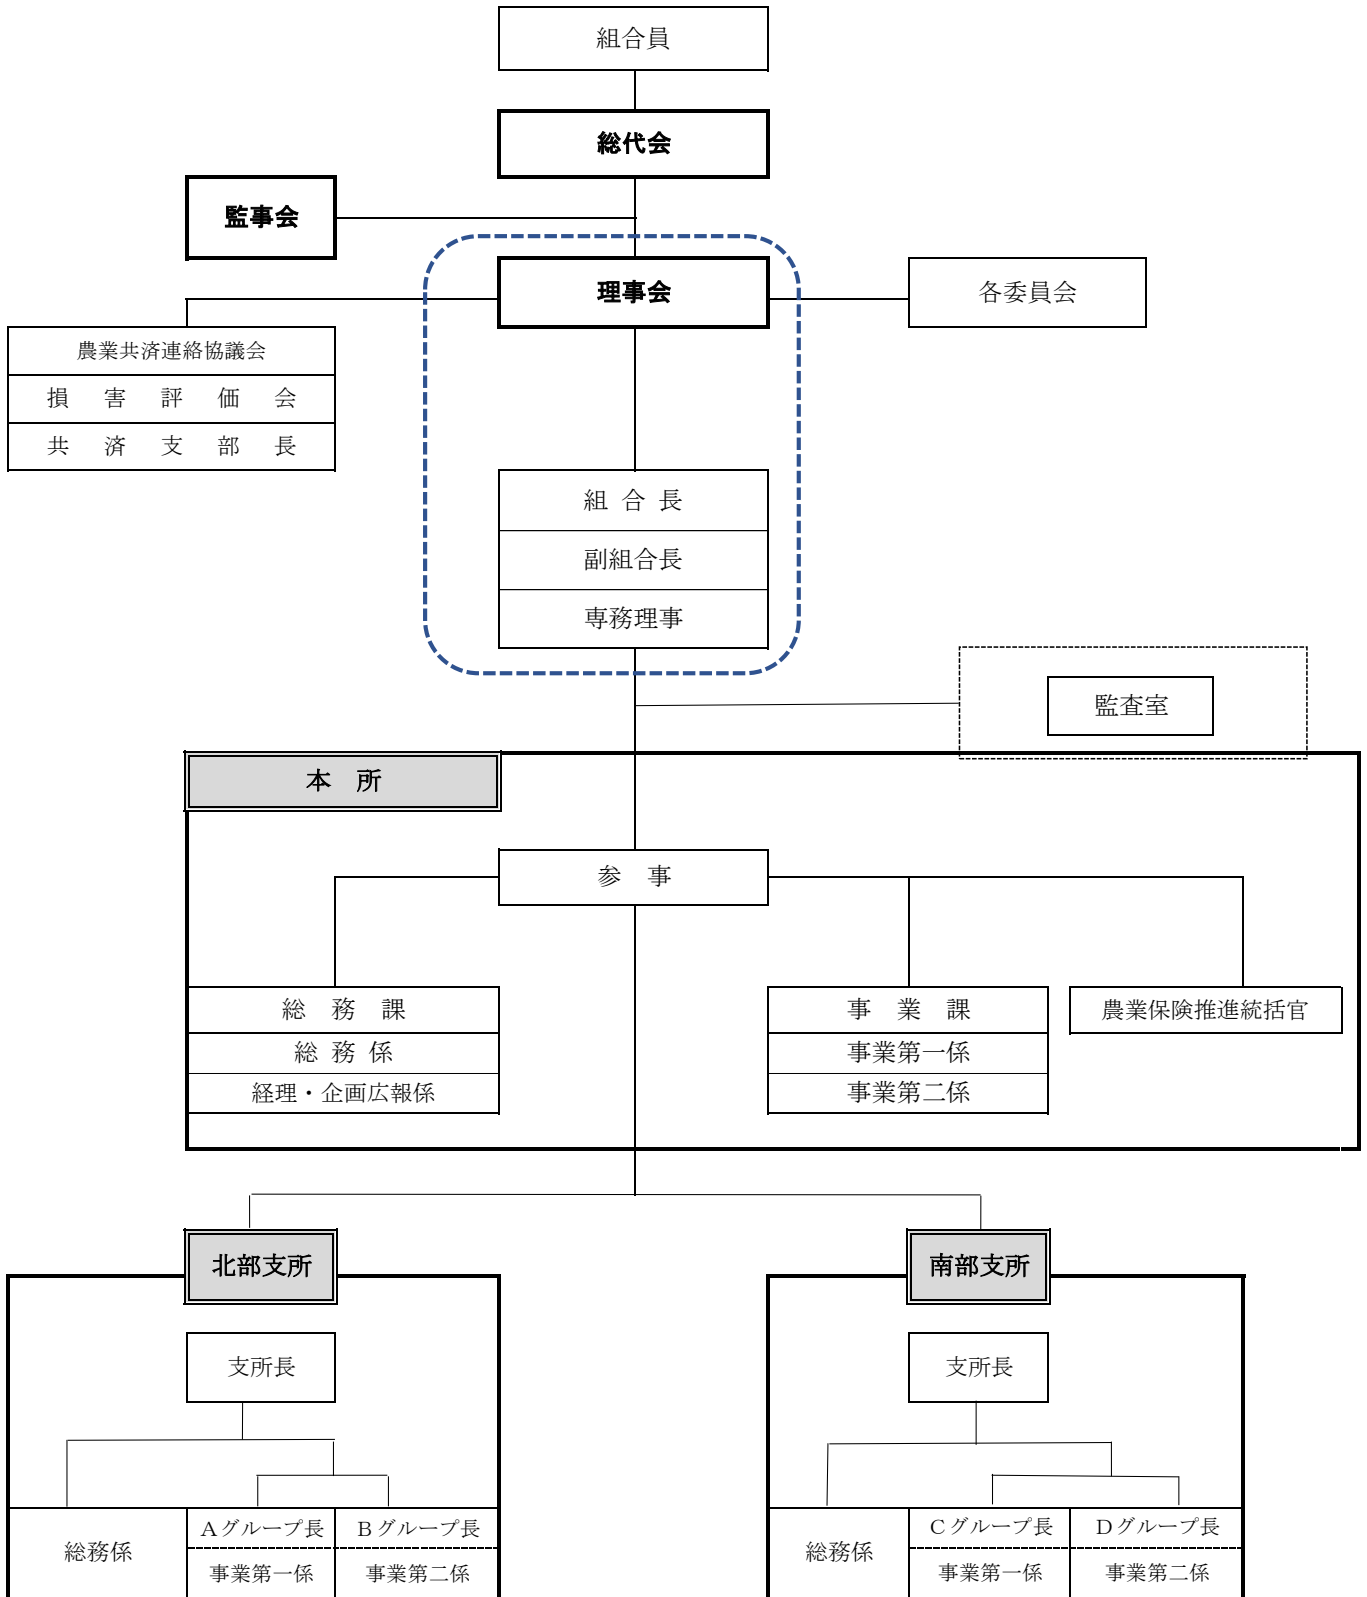 組合員
総代会
監事会
理事会
各委員会
農業共済連絡協議会
損　害　評　価　会
共　済　支　部　長
組 合 長
副組合長
専務理事
監査室
本　所
参　事
総　務　課
総 務 係
経理・企画広報係
事　業　課
事業第一係
事業第二係
農業保険推進統括官
北部支所
支所長
総務係
Ａグループ長
事業第一係
Ｂグループ長
事業第二係
南部支所
支所長
総務係
Ｃグループ長
事業第一係
Ｄグループ長
事業第二係